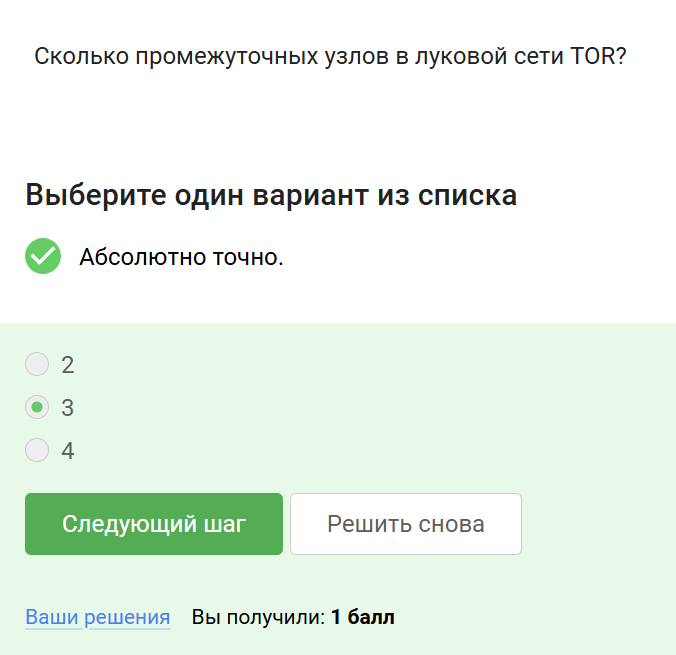 Сколько промежуточных узлов в луковой сети TOR?
Выберите один вариант из списка
Абсолютно точно.
2
3
4
Следующий шаг Решить снова
Ваши решения Вы получили: 1 балл